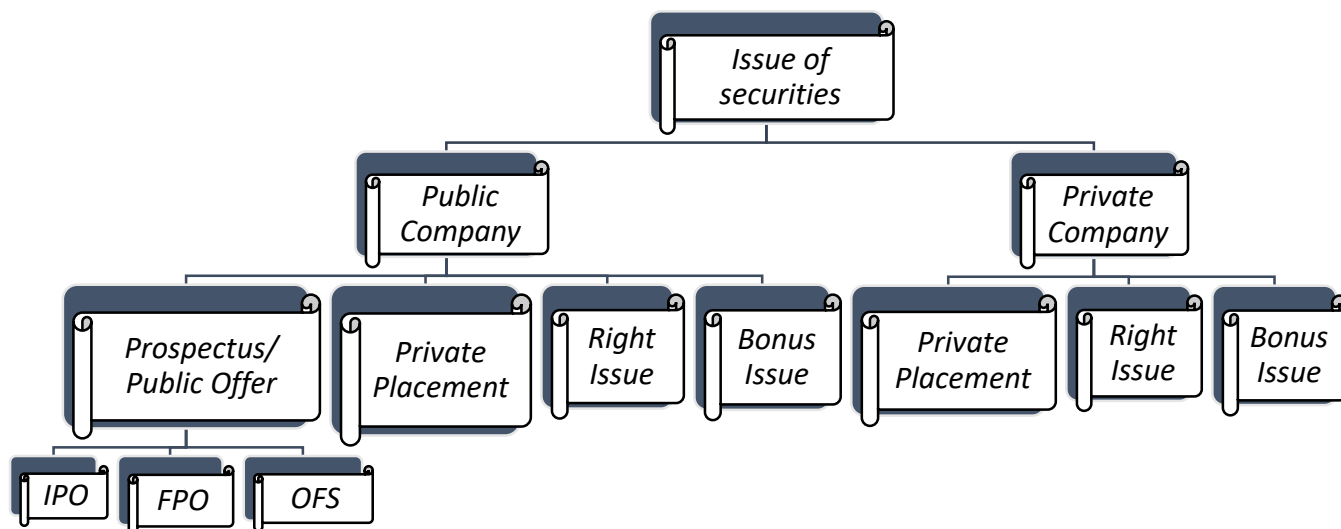 Issue of
securities
Public
Company
Private
Company
Prospectus/
Public Offer
Private
Placement
Right
Issue
Bonus
Issue
Private
Placement
Right
Issue
Bonus
Issue
IPO
FPO
OFS